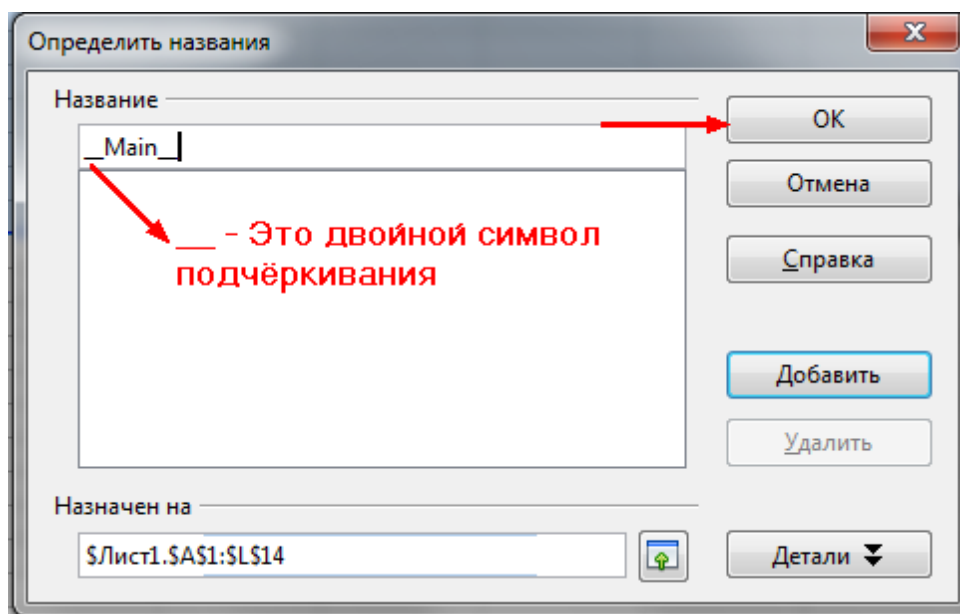 Определить названия
Название
__Main__
OK
Отмена
__ - Это двойной символ
подчёркивания
Справка
Добавить
Удалить
Назначен на
$Лист1.$A$1:$L$14
Детали